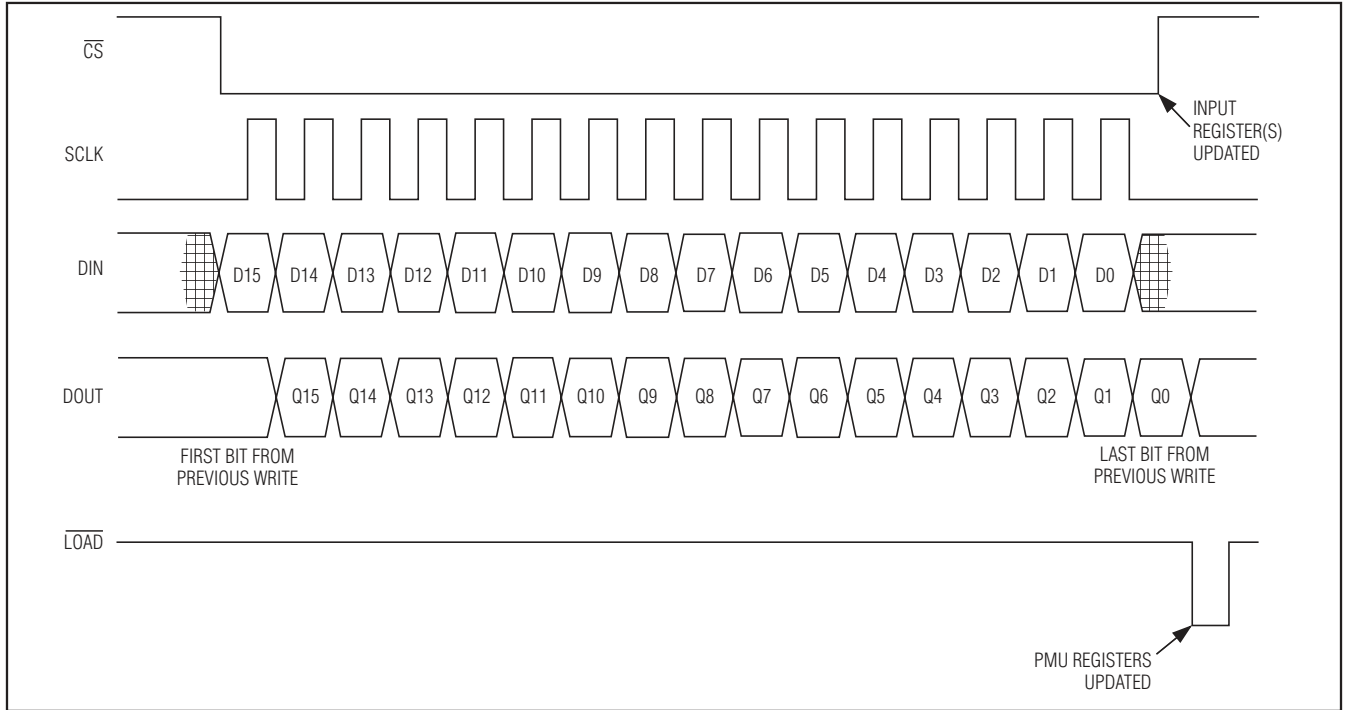 CS
INPUT
REGISTER(S)
UPDATED
SCLK
DIN D15 D14 D13 D12 D11 D10 D9 D8 D7 D6 D5 D4 D3 D2 D1 D0
DOUT Q15 Q14 Q13 Q12 Q11 Q10 Q9 Q8 Q7 Q6 Q5 Q4 Q3 Q2 Q1 Q0
FIRST BIT FROM
PREVIOUS WRITE
LAST BIT FROM
PREVIOUS WRITE
LOAD
PMU REGISTERS
UPDATED